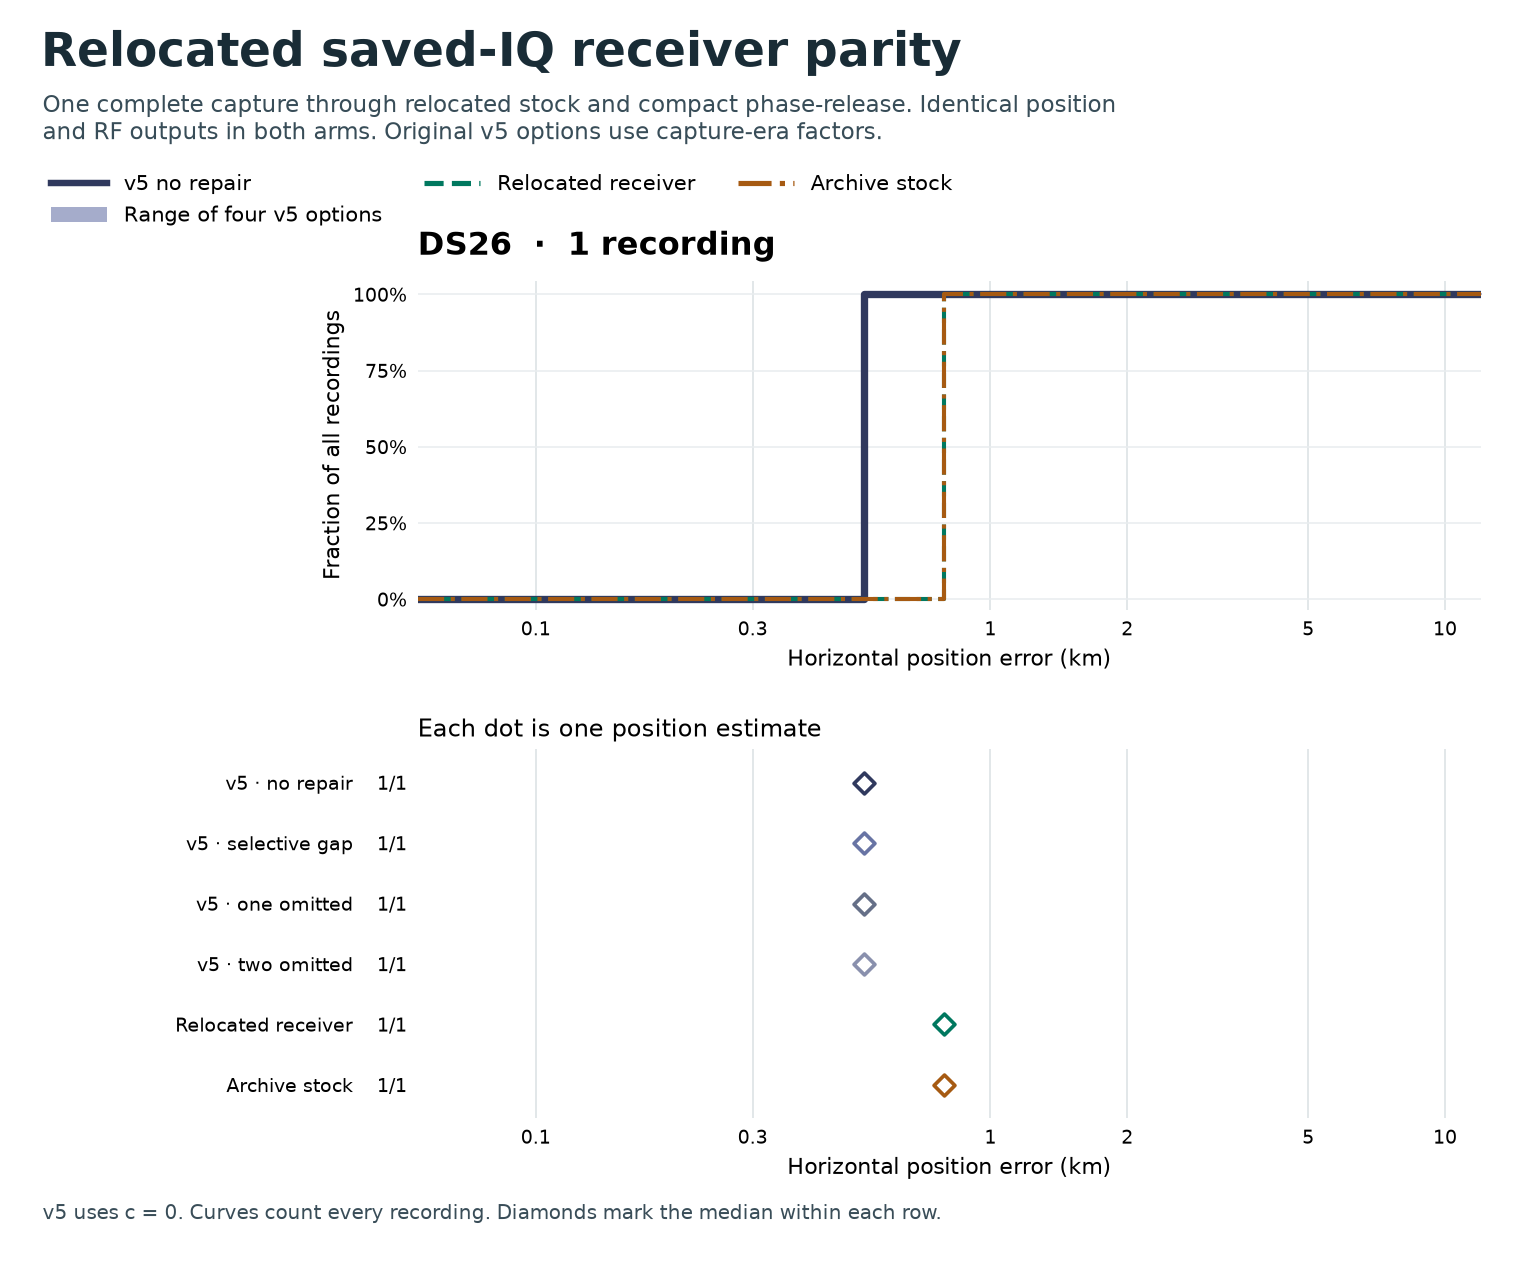 Relocated saved-IQ receiver parity
One complete capture through relocated stock and compact phase-release. Identical position
and RF outputs in both arms. Original v5 options use capture-era factors.
v5 no repair
Relocated receiver
Archive stock
Range of four v5 options
DS26 · 1 recording
Fraction of all recordings
100%
75%
50%
25%
0%
0.1
0.3
1
2
5
10
Horizontal position error (km)
Each dot is one position estimate
v5 · no repair 1/1
v5 · selective gap 1/1
v5 · one omitted 1/1
v5 · two omitted 1/1
Relocated receiver 1/1
Archive stock 1/1
0.1
0.3
1
2
5
10
Horizontal position error (km)
v5 uses c = 0. Curves count every recording. Diamonds mark the median within each row.